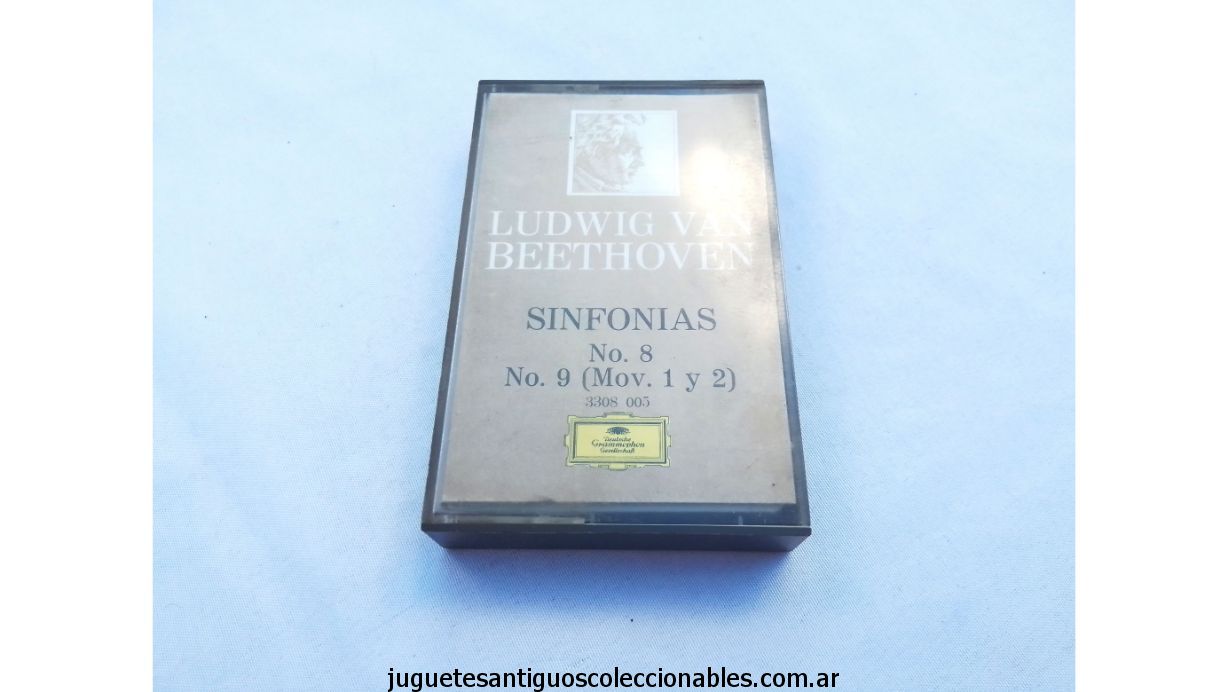 LUDWIG VAN
BEETHOVEN
SINFONIAS
No. 8
No. 9 (Mov. 1 y 2)
3308 005
Deutsche
Grammophon
Gesellschaft
juguetesantiguoscoleccionables.com.ar